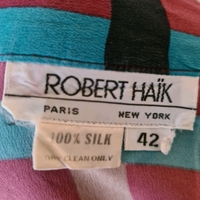 ROBERT HAÏK
PARIS NEW YORK
100% SILK 42
DRY CLEAN ONLY